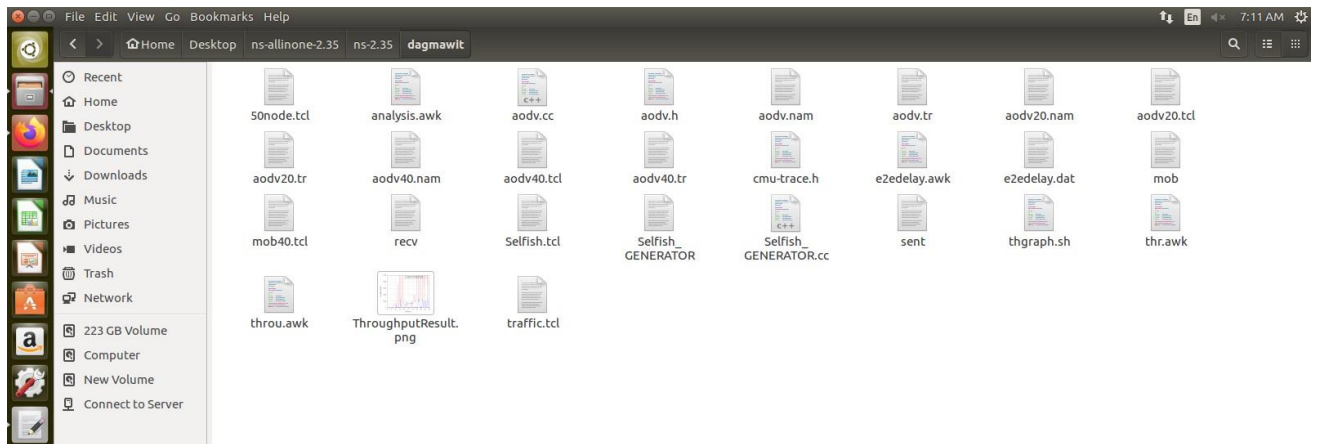 File Edit View Go Bookmarks Help
En 7:11 AM
Home Desktop ns-allinone-2.35 ns-2.35 dagmawit
Recent
Home
Desktop
Documents
Downloads
Music
Pictures
Videos
Trash
Network
223 GB Volume
Computer
New Volume
Connect to Server
50node.tcl analysis.awk aodv.cc aodv.h aodv.nam aodv.tr aodv20.nam aodv20.tcl
C++
aodv20.tr aodv40.nam aodv40.tcl aodv40.tr cmu-trace.h e2edelay.awk e2edelay.dat mob
mob40.tcl recv Selfish.tcl Selfish_ Selfish_ sent thgraph.sh thr.awk
GENERATOR GENERATOR.cc
C++
throu.awk ThroughputResult. traffic.tcl
png
a